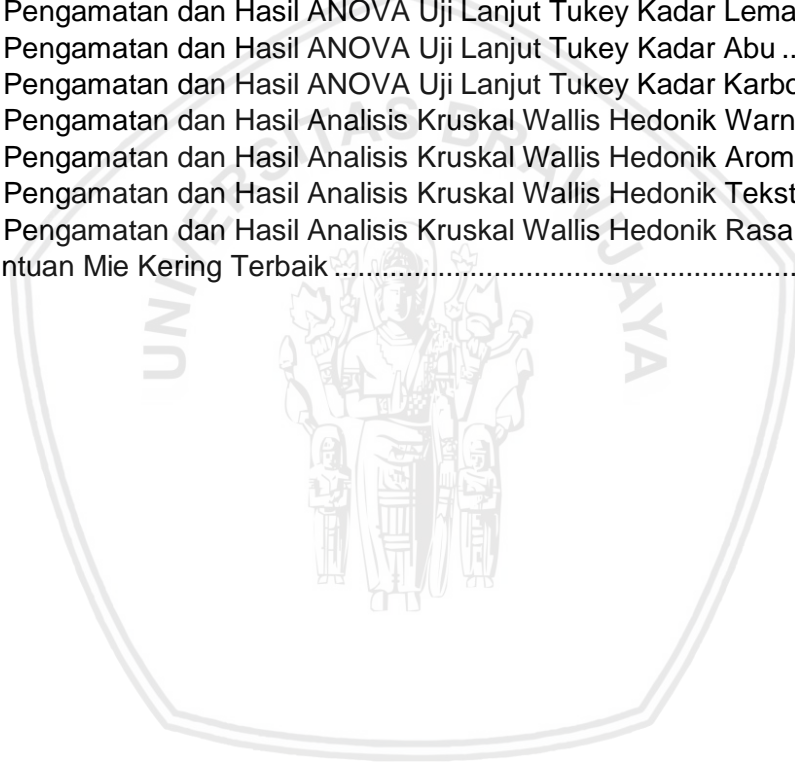 Pengamatan dan Hasil ANOVA Uji Lanjut Tukey Kadar Lema
Pengamatan dan Hasil ANOVA Uji Lanjut Tukey Kadar Abu ..
Pengamatan dan Hasil ANOVA Uji Lanjut Tukey Kadar Karbo
Pengamatan dan Hasil Analisis Kruskal Wallis Hedonik Warn
Pengamatan dan Hasil Analisis Kruskal Wallis Hedonik Arom
Pengamatan dan Hasil Analisis Kruskal Wallis Hedonik Tekst
Pengamatan dan Hasil Analisis Kruskal Wallis Hedonik Rasa
ntuan Mie Kering Terbaik ....................................................
UNIVERSITAS BRAWIJAYA